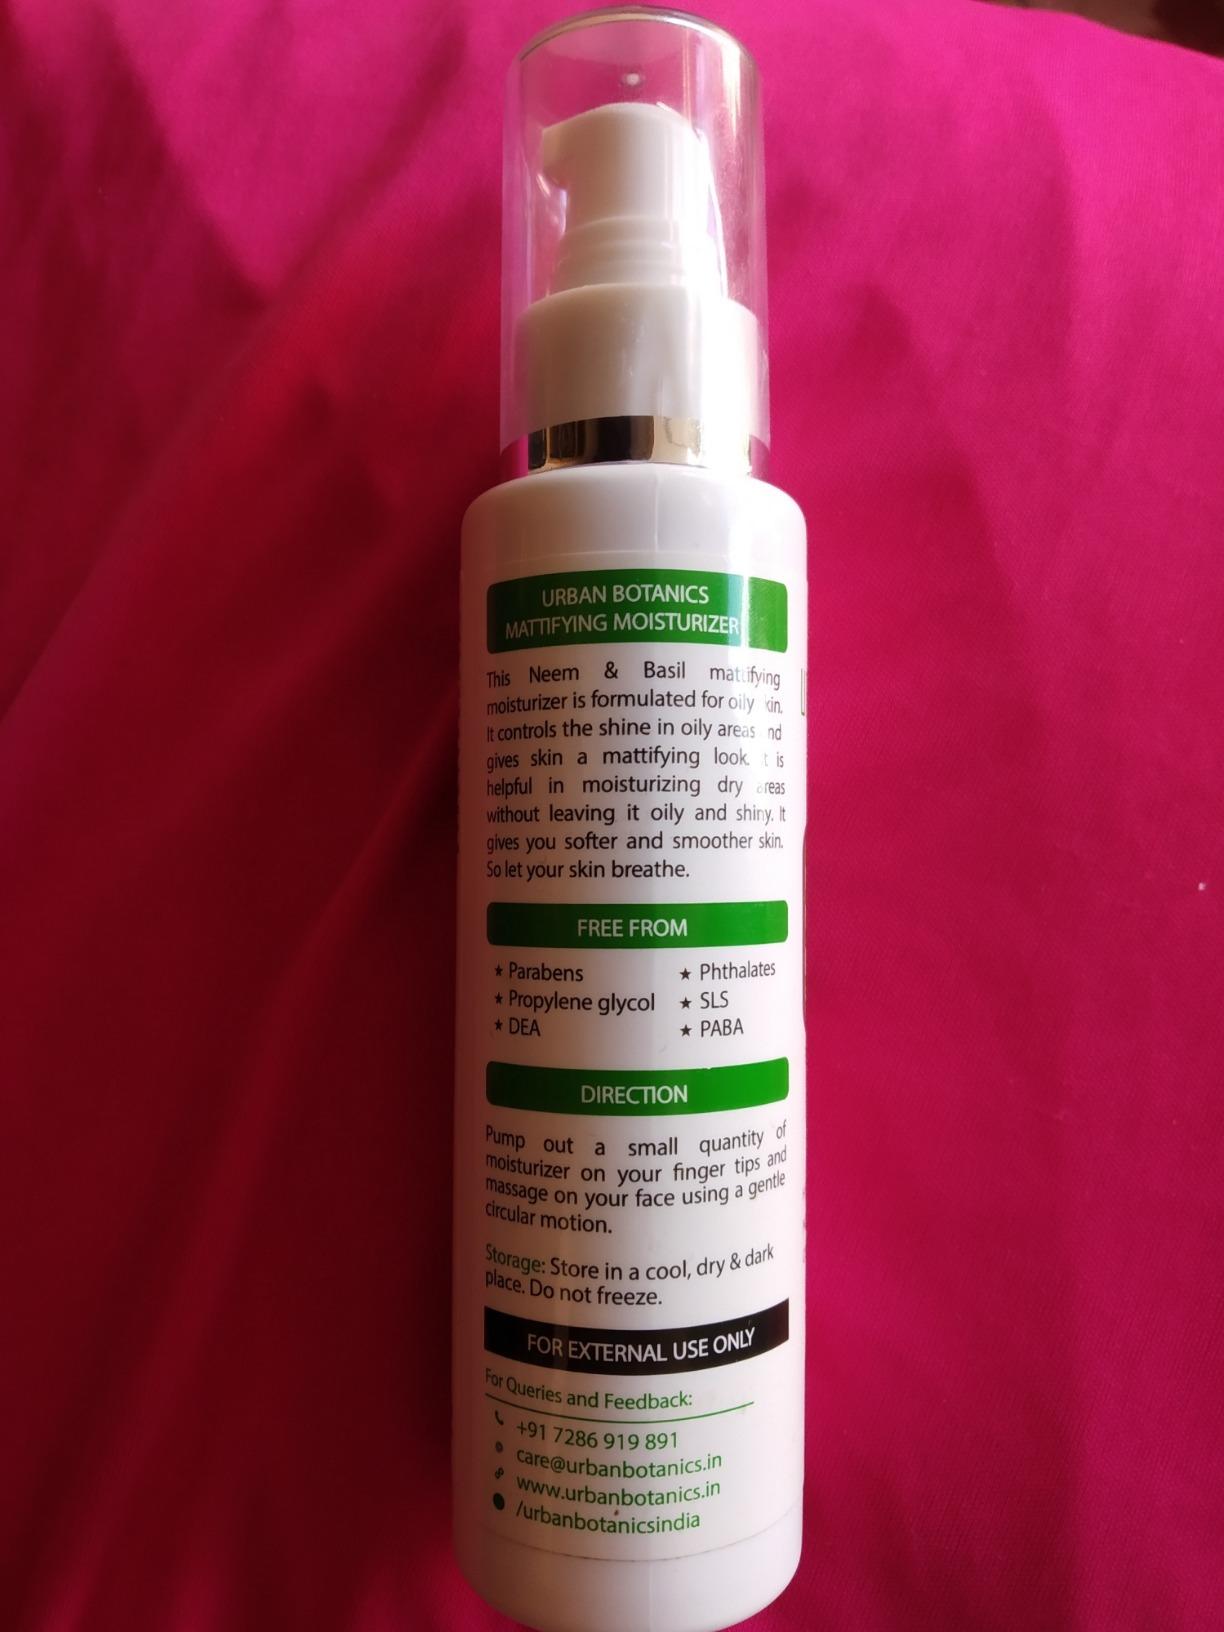 URBAN BOTANICS
MATTIFYING MOISTURIZER
This Neem & Basil mattifying
moisturizer is formulated for oily kin.
It controls the shine in oily areas nd
gives skin a mattifying look. t is
helpful in moisturizing dry areas
without leaving it oily and shiny. It
gives you softer and smoother skin.
So let your skin breathe.
FREE FROM
★ Parabens ★ Phthalates
★ Propylene glycol ★ SLS
★ DEA ★ PABA
DIRECTION
Pump out a small quantity of
moisturizer on your finger tips and
massage on your face using a gentle
circular motion.
Storage: Store in a cool, dry & dark
place. Do not freeze.
FOR EXTERNAL USE ONLY
For Queries and Feedback:
+91 7286 919 891
care@urbanbotanics.in
www.urbanbotanics.in
/urbanbotanicsindia